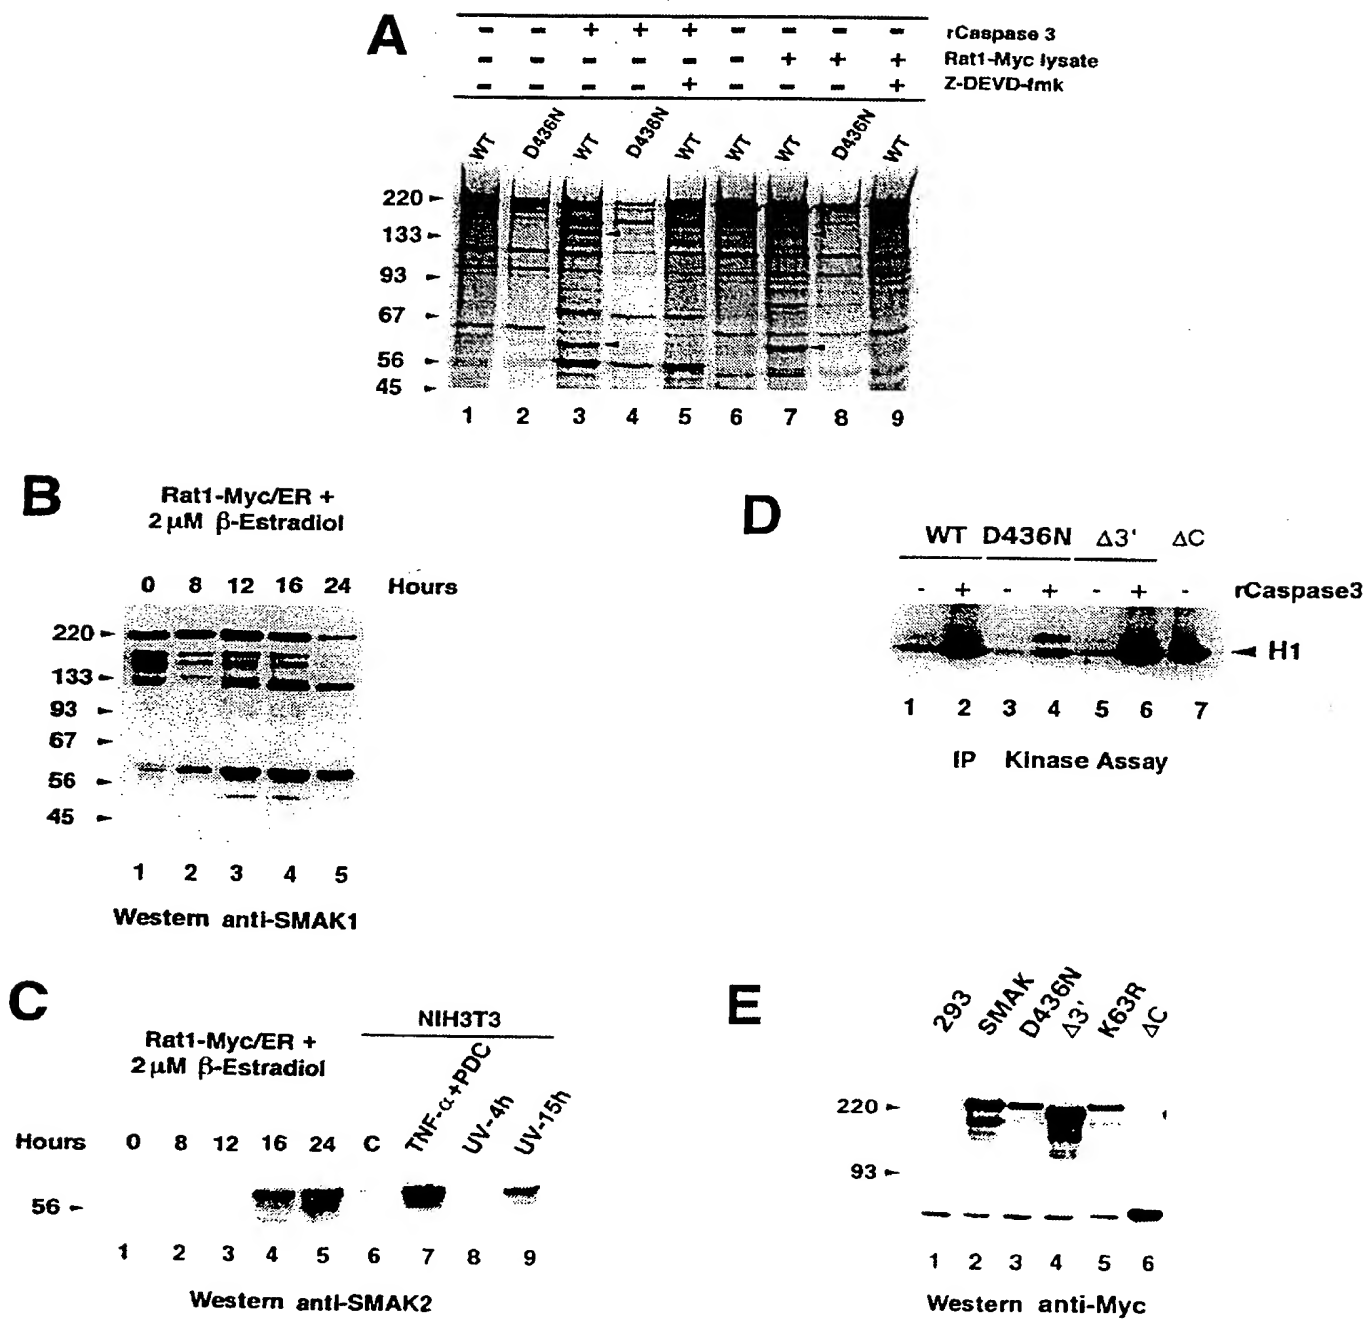 A
- - + + + - - - - rCaspase 3
- - - - - - + + + Rat1-Myc lysate
- - - - + - - - + Z-DEVD-fmk
WT D436N WT D436N WT WT WT D436N WT
220
133
93
67
56
45
1 2 3 4 5 6 7 8 9
B
Rat1-Myc/ER +
2 μM β-Estradiol
0 8 12 16 24 Hours
220
133
93
67
56
45
1 2 3 4 5
Western anti-SMAK1
D
WT D436N Δ3' ΔC
- + - + - + - rCaspase3
H1
1 2 3 4 5 6 7
IP Kinase Assay
C
Rat1-Myc/ER +
2 μM β-Estradiol
NIH3T3
Hours 0 8 12 16 24 C TNF-α+PDC UV-4h UV-15h
56
1 2 3 4 5 6 7 8 9
Western anti-SMAK2
E
293 SMAK D436N Δ3' K63R ΔC
220
93
1 2 3 4 5 6
Western anti-Myc